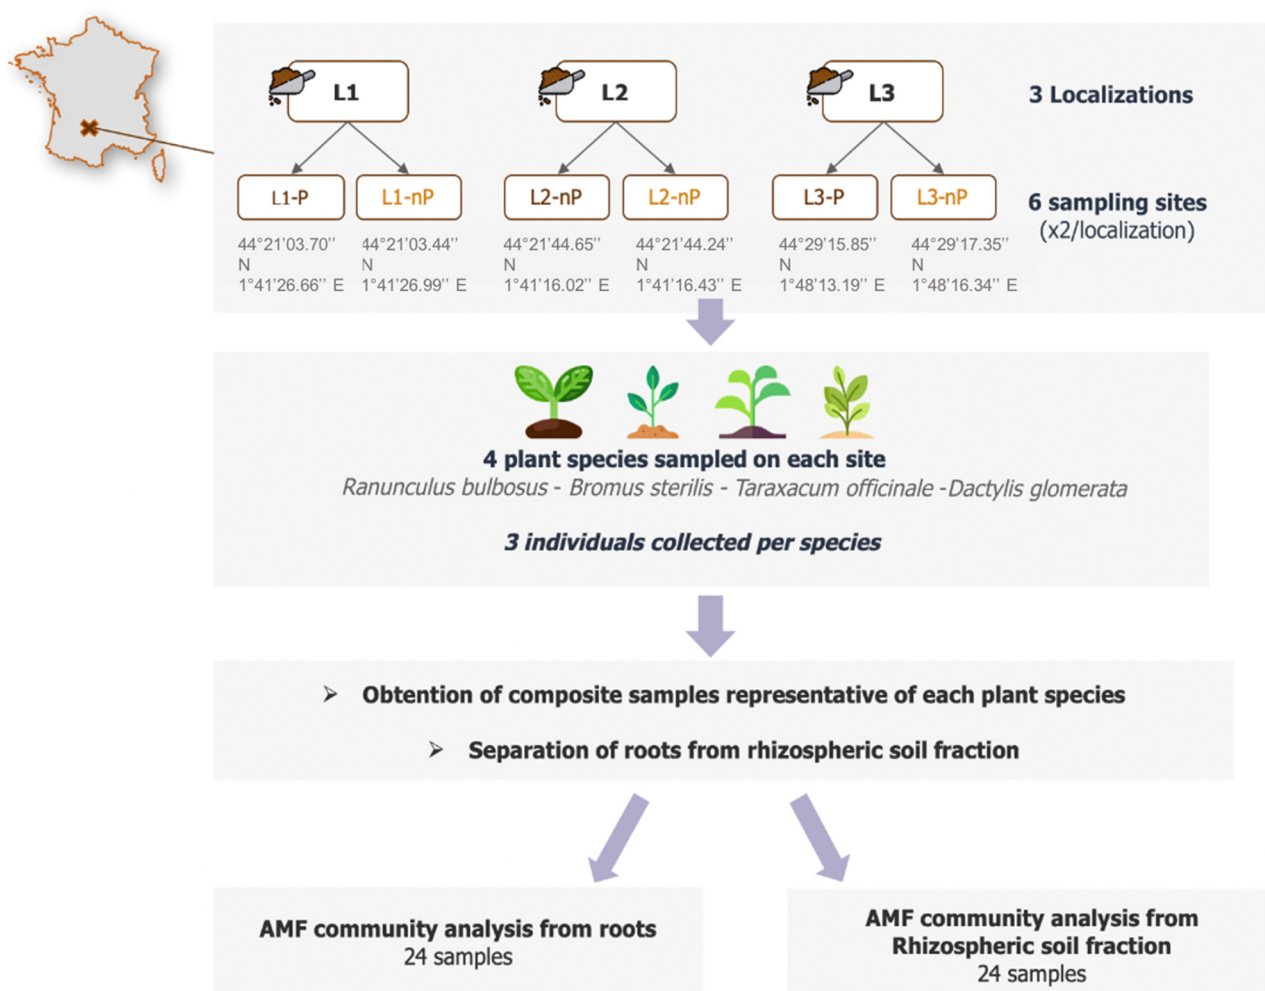 L1
L2
L3
3 Localizations
L1-P
L1-nP
L2-nP
L2-nP
L3-P
L3-nP
6 sampling sites
(x2/localization)
44°21’03.70’’
N
1°41’26.66’’ E
44°21’03.44’’
N
1°41’26.99’’ E
44°21’44.65’’
N
1°41’16.02’’ E
44°21’44.24’’
N
1°41’16.43’’ E
44°29’15.85’’
N
1°48’13.19’’ E
44°29’17.35’’
N
1°48’16.34’’ E
4 plant species sampled on each site
Ranunculus bulbosus - Bromus sterilis - Taraxacum officinale -Dactylis glomerata
3 individuals collected per species
➢ Obtention of composite samples representative of each plant species
➢ Separation of roots from rhizospheric soil fraction
AMF community analysis from roots
24 samples
AMF community analysis from
Rhizospheric soil fraction
24 samples